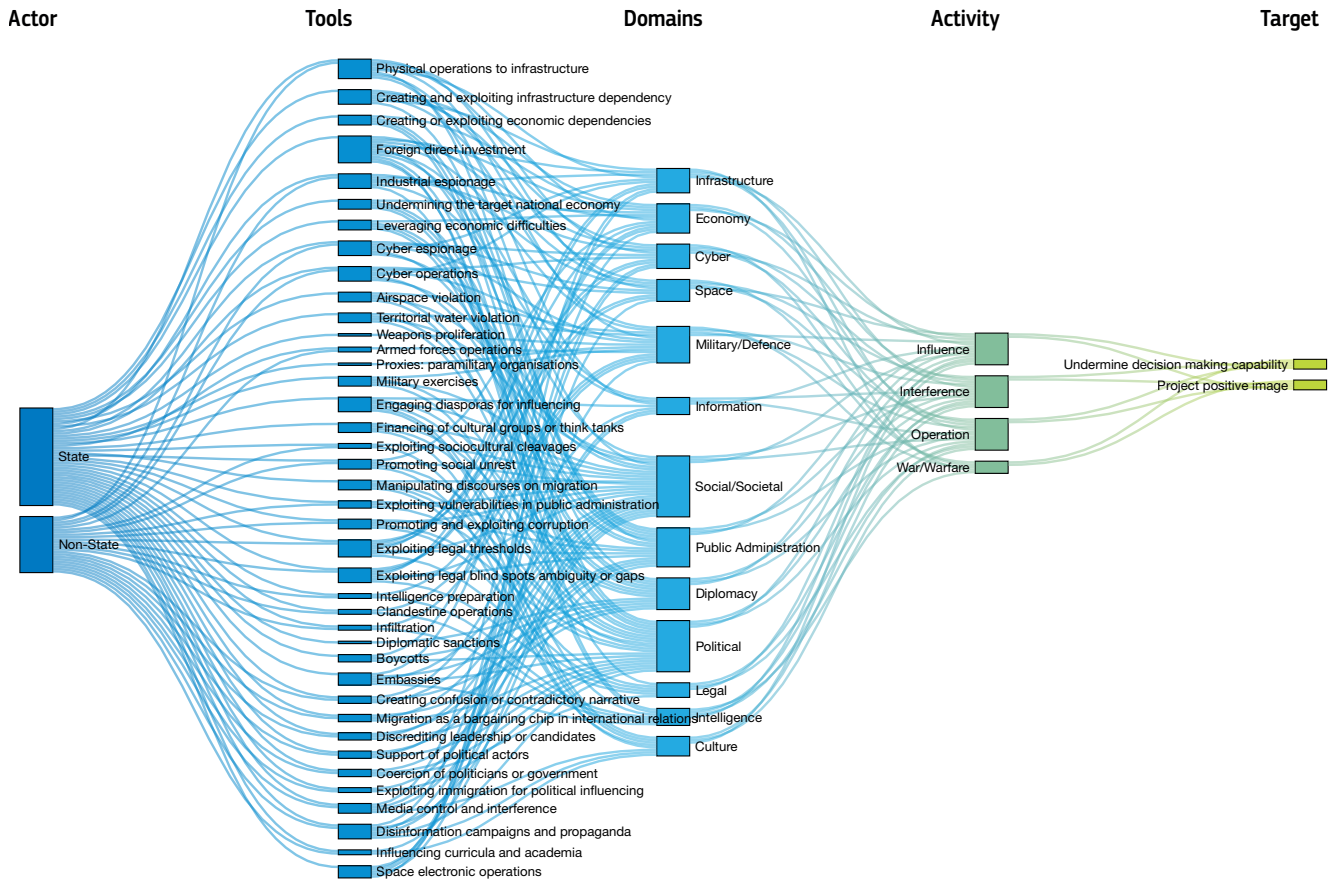 Actor
Tools
Domains
Activity
Target
State
Non-State
Physical operations to infrastructure
Creating and exploiting infrastructure dependency
Creating or exploiting economic dependencies
Foreign direct investment
Industrial espionage
Undermining the target national economy
Leveraging economic difficulties
Cyber espionage
Cyber operations
Airspace violation
Territorial water violation
Weapons proliferation
Armed forces operations
Proxies: paramilitary organisations
Military exercises
Engaging diasporas for influencing
Financing of cultural groups or think tanks
Exploiting sociocultural cleavages
Promoting social unrest
Manipulating discourses on migration
Exploiting vulnerabilities in public administration
Promoting and exploiting corruption
Exploiting legal thresholds
Exploiting legal blind spots ambiguity or gaps
Intelligence preparation
Clandestine operations
Infiltration
Diplomatic sanctions
Boycotts
Embassies
Creating confusion or contradictory narrative
Migration as a bargaining chip in international relations
Discrediting leadership or candidates
Support of political actors
Coercion of politicians or government
Exploiting immigration for political influencing
Media control and interference
Disinformation campaigns and propaganda
Influencing curricula and academia
Space electronic operations
Infrastructure
Economy
Cyber
Space
Military/Defence
Information
Social/Societal
Public Administration
Diplomacy
Political
Legal
Intelligence
Culture
Influence
Interference
Operation
War/Warfare
Undermine decision making capability
Project positive image